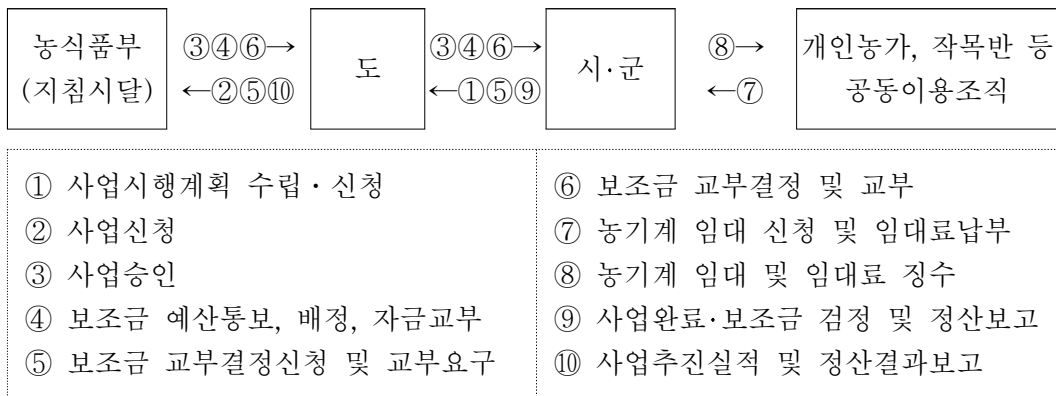 농식품부
(지침시달)
③④⑥→
←②⑤⑩
도
③④⑥→
←①⑤⑨
시·군
⑧→
←⑦
개인농가, 작목반 등
공동이용조직
① 사업시행계획 수립·신청
② 사업신청
③ 사업승인
④ 보조금 예산통보, 배정, 자금교부
⑤ 보조금 교부결정신청 및 교부요구
⑥ 보조금 교부결정 및 교부
⑦ 농기계 임대 신청 및 임대료납부
⑧ 농기계 임대 및 임대료 징수
⑨ 사업완료·보조금 검정 및 정산보고
⑩ 사업추진실적 및 정산결과보고